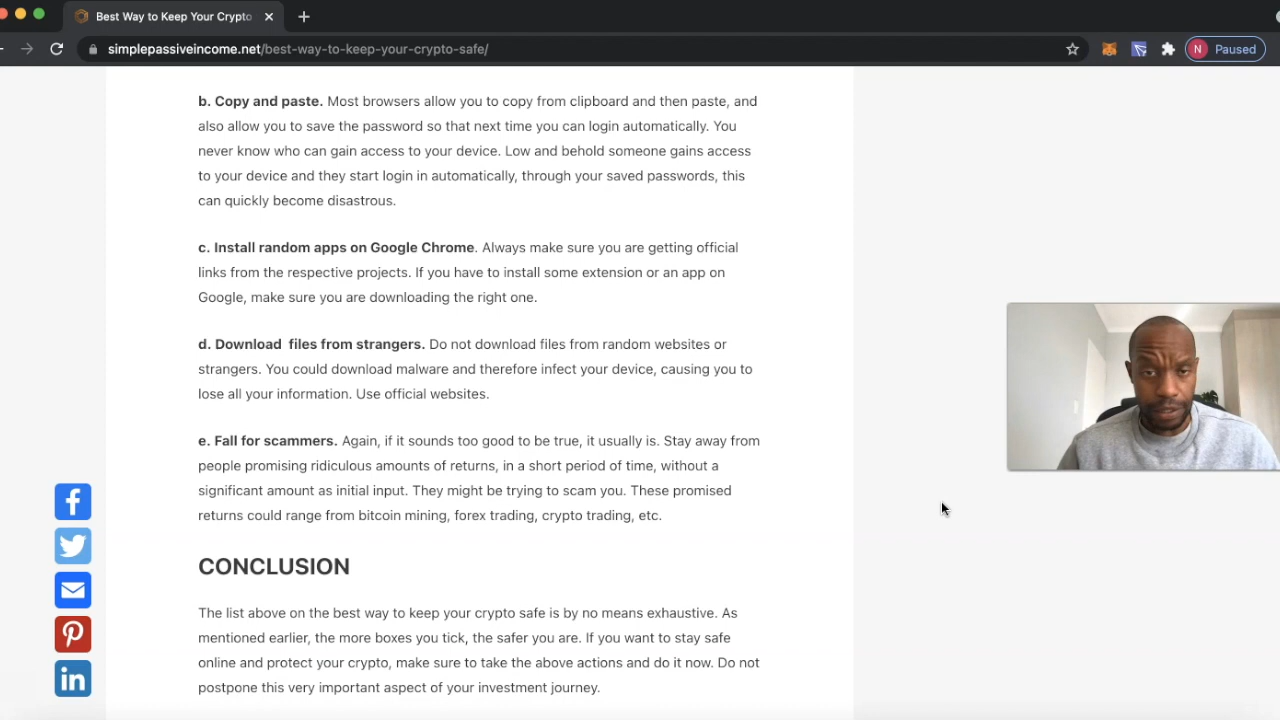 Best Way to Keep Your Crypto
simplepassiveincome.net/best-way-to-keep-your-crypto-safe/
N Paused
b. Copy and paste. Most browsers allow you to copy from clipboard and then paste, and
also allow you to save the password so that next time you can login automatically. You
never know who can gain access to your device. Low and behold someone gains access
to your device and they start login in automatically, through your saved passwords, this
can quickly become disastrous.
c. Install random apps on Google Chrome. Always make sure you are getting official
links from the respective projects. If you have to install some extension or an app on
Google, make sure you are downloading the right one.
d. Download files from strangers. Do not download files from random websites or
strangers. You could download malware and therefore infect your device, causing you to
lose all your information. Use official websites.
e. Fall for scammers. Again, if it sounds too good to be true, it usually is. Stay away from
people promising ridiculous amounts of returns, in a short period of time, without a
significant amount as initial input. They might be trying to scam you. These promised
returns could range from bitcoin mining, forex trading, crypto trading, etc.
CONCLUSION
The list above on the best way to keep your crypto safe is by no means exhaustive. As
mentioned earlier, the more boxes you tick, the safer you are. If you want to stay safe
online and protect your crypto, make sure to take the above actions and do it now. Do not
postpone this very important aspect of your investment journey.